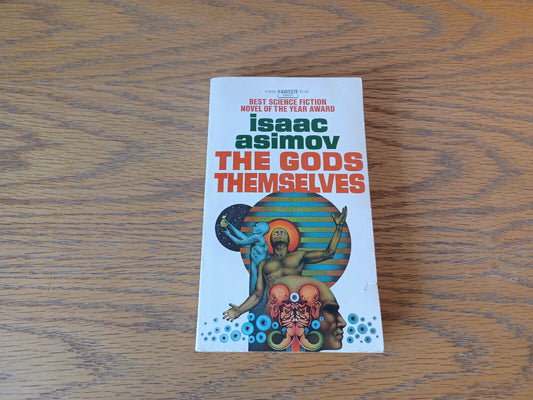 FAWCETT
BEST SCIENCE FICTION
NOVEL OF THE YEAR AWARD
isaac
asimov
THE GODS
THEMSELVES